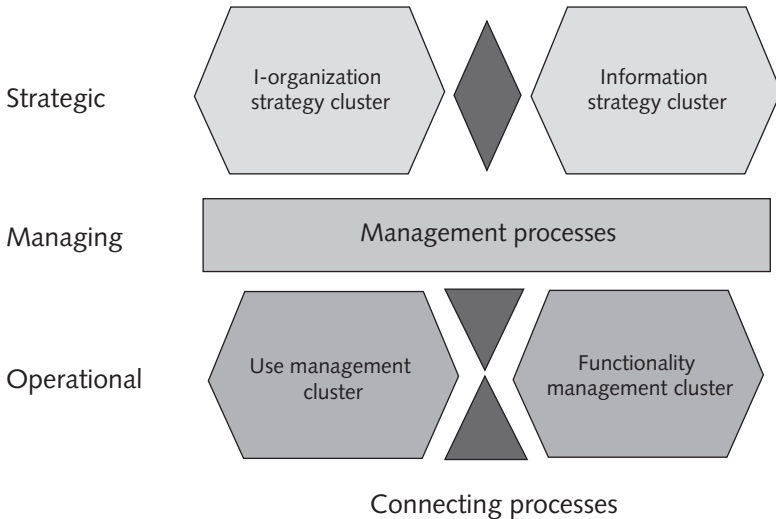 Strategic
I-organization
strategy cluster
Information
strategy cluster
Managing
Management processes
Operational
Use management
cluster
Functionality
management cluster
Connecting processes